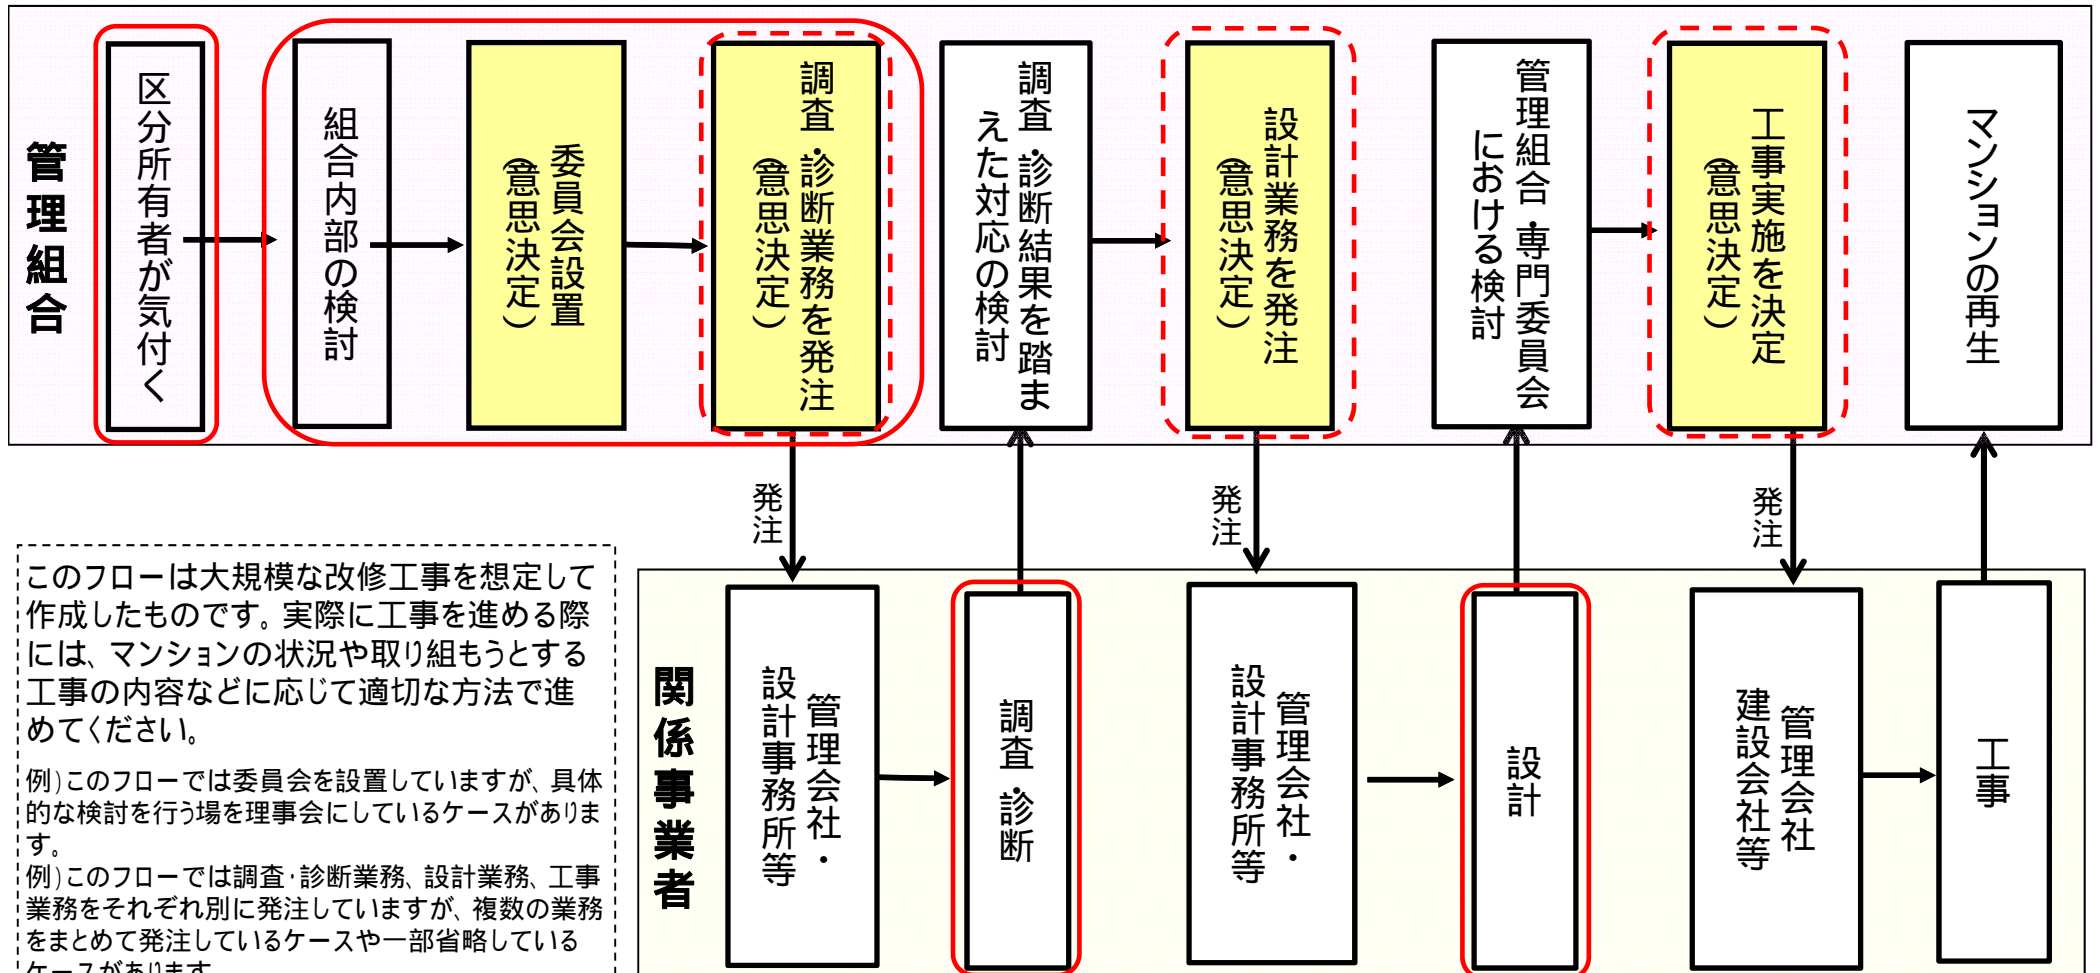 管理組合
区分所有者が気付く
組合内部の検討
委員会設置
(意思決定)
調査・診断業務を発注
(意思決定)
調査・診断結果を踏ま
えた対応の検討
設計業務を発注
(意思決定)
管理組合・専門委員会
における検討
工事実施を決定
(意思決定)
マンションの再生
発注
発注
発注
このフローは大規模な改修工事を想定して
作成したものです。実際に工事を進める際
には、マンションの状況や取り組もうとする
工事の内容などに応じて適切な方法で進
めてください。
例)このフローでは委員会を設置していますが、具体
的な検討を行う場を理事会にしているケースがありま
す。
例)このフローでは調査・診断業務、設計業務、工事
業務をそれぞれ別に発注していますが、複数の業務
をまとめて発注しているケースや一部省略している
ケースがあります
関係事業者
管理会社・
設計事務所等
調査・診断
管理会社・
設計事務所等
設計
管理会社
建設会社等
工事